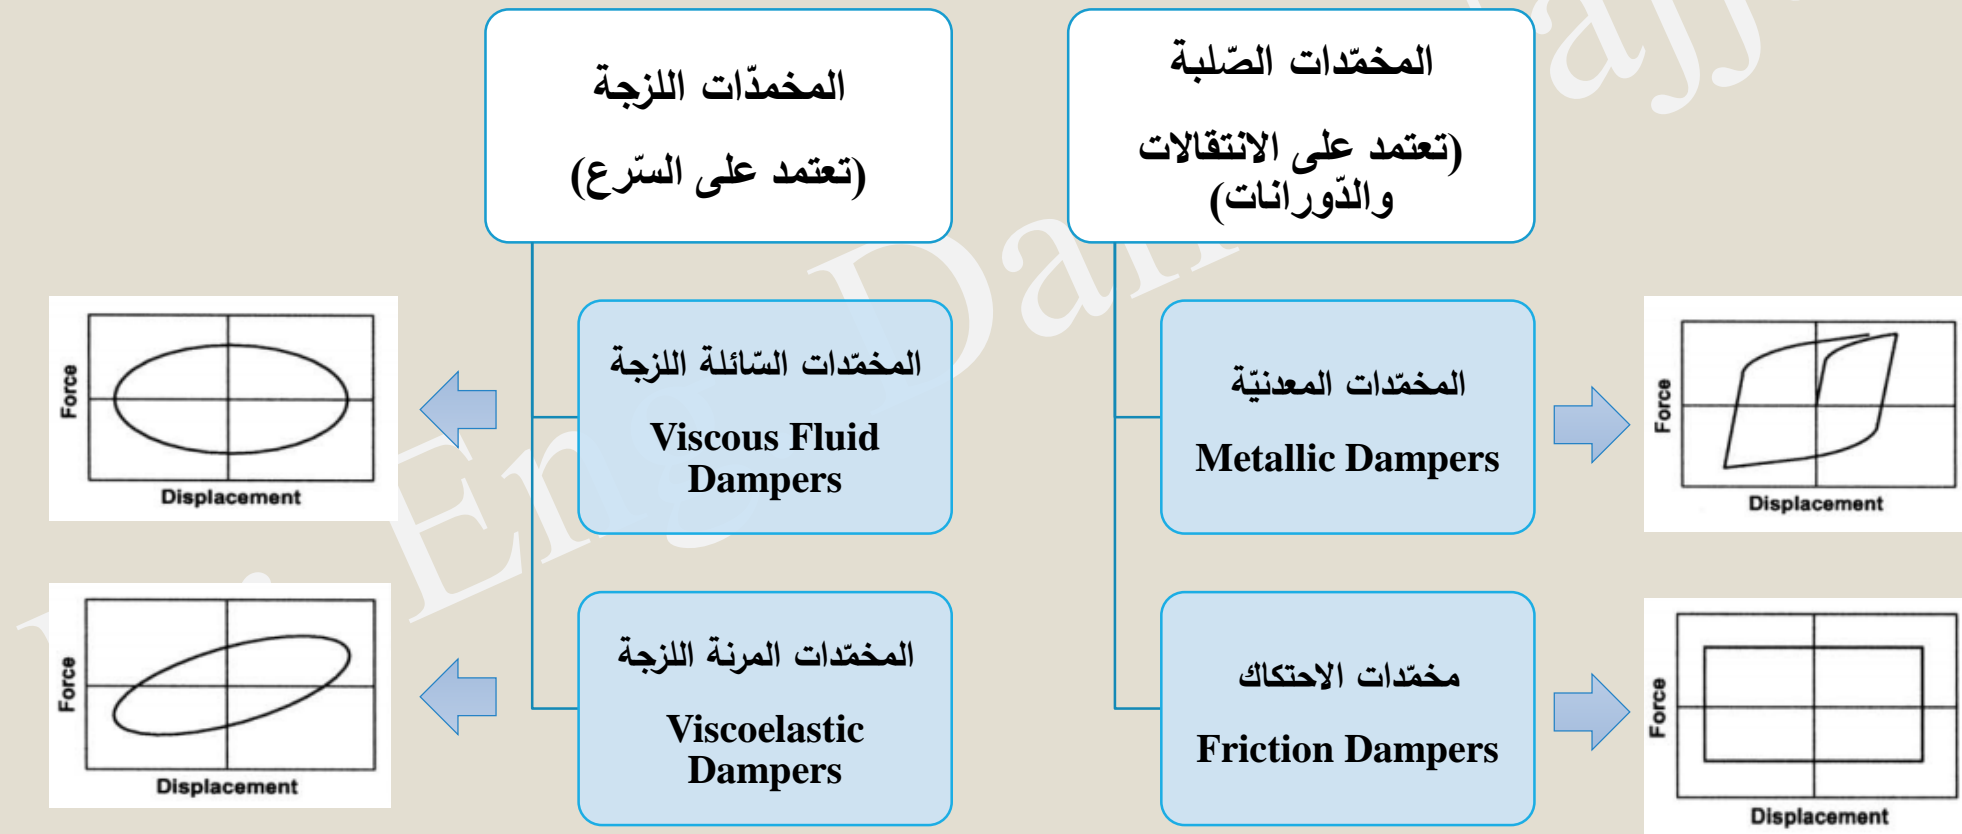 المخمّدات الصّلبة
(تعتمد على الانتقالات
والدّورانات)
المخمّدات المعدنيّة
Metallic Dampers
Force
Displacement
مخمّدات الاحتكاك
Friction Dampers
Force
Displacement
المخمدّات اللزجة
(تعتمد على السّرع)
المخمّدات السّائلة اللزجة
Viscous Fluid
Dampers
Force
Displacement
المخمّدات المرنة اللزجة
Viscoelastic
Dampers
Force
Displacement